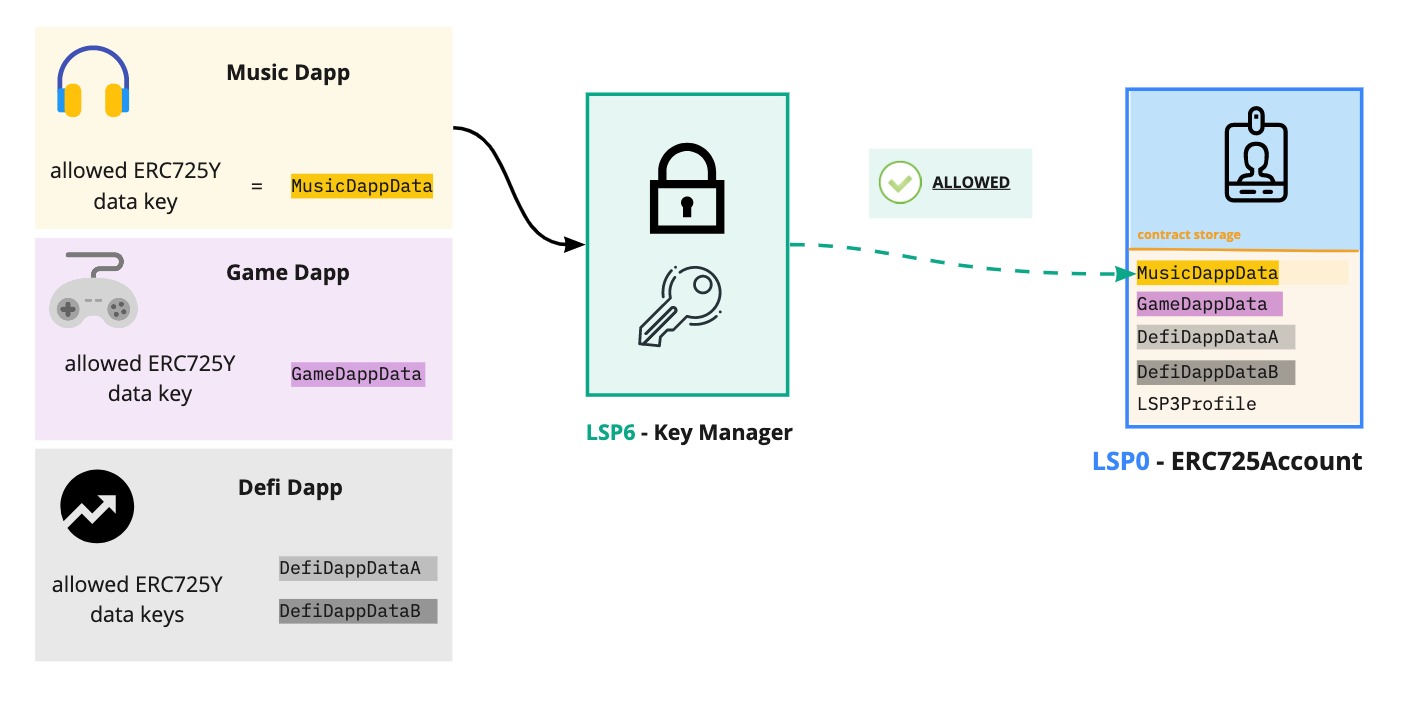 Music Dapp
allowed ERC725Y
data key
=
MusicDappData
Game Dapp
allowed ERC725Y
data key
GameDappData
Defi Dapp
allowed ERC725Y
data keys
DefiDappDataA
DefiDappDataB
LSP6 - Key Manager
ALLOWED
contract storage
MusicDappData
GameDappData
DefiDappDataA
DefiDappDataB
LSP3Profile
LSP0 - ERC725Account